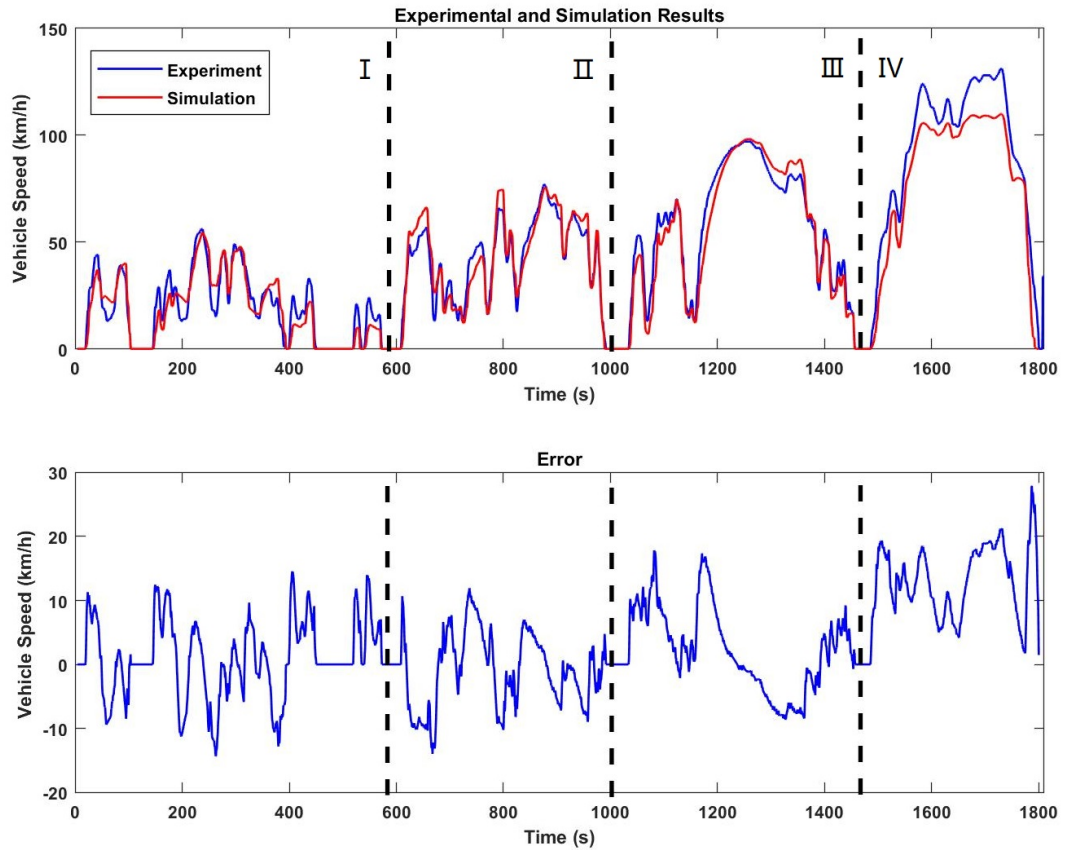 Experimental and Simulation Results
150
100
50
0
Vehicle Speed (km/h)
Experiment
Simulation
Ⅰ
Ⅱ
Ⅲ
Ⅳ
0 200 400 600 800 1000 1200 1400 1600 1800
Time (s)
Error
30
20
10
0
-10
-20
Vehicle Speed (km/h)
0 200 400 600 800 1000 1200 1400 1600 1800
Time (s)